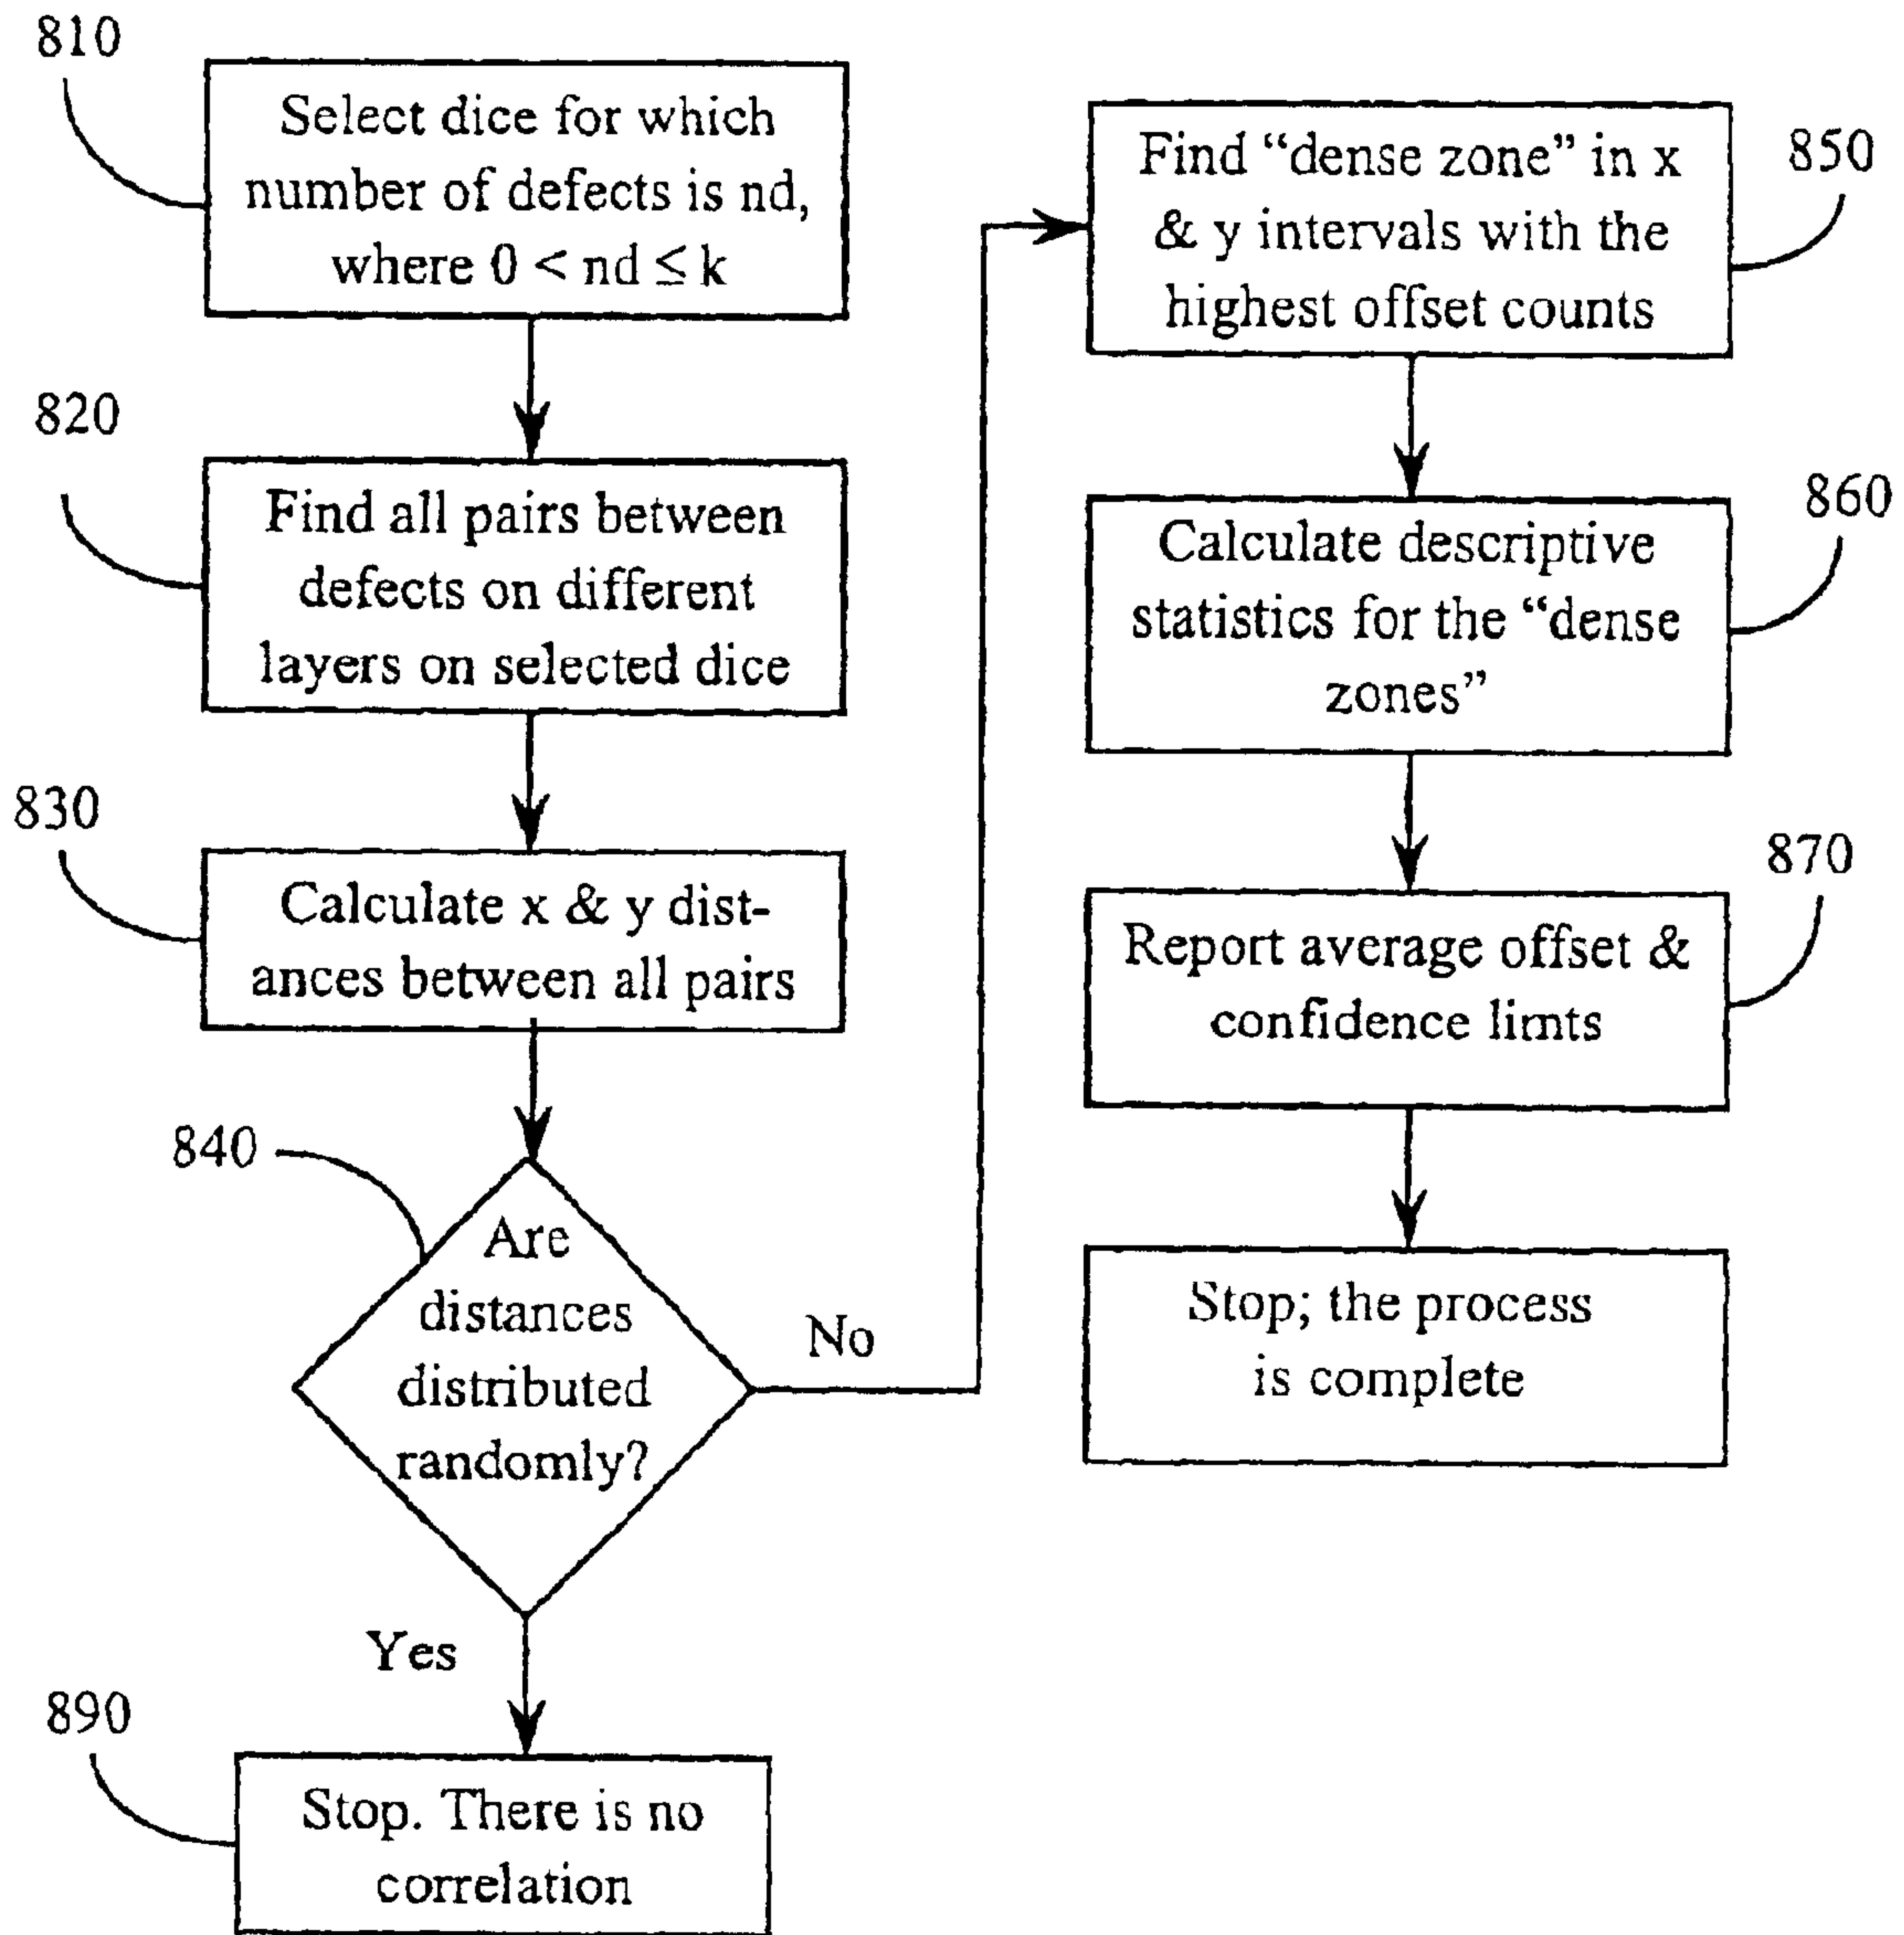 810
Select dice for which
number of defects is nd,
where 0 < nd ≤ k
820
Find all pairs between
defects on different
layers on selected dice
830
Calculate x & y dist-
ances between all pairs
840
Are
distances
distributed
randomly?
No
Yes
890
Stop. There is no
correlation
850
Find “dense zone” in x
& y intervals with the
highest offset counts
860
Calculate descriptive
statistics for the “dense
zones”
870
Report average offset &
confidence limts
Stop; the process
is complete